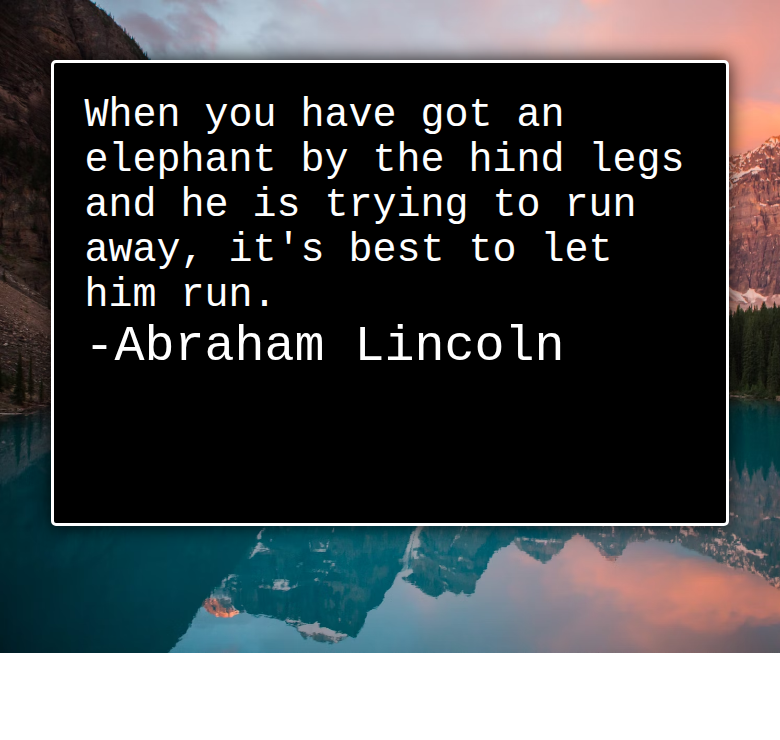 When you have got an
elephant by the hind legs
and he is trying to run
away, it's best to let
him run.
-Abraham Lincoln